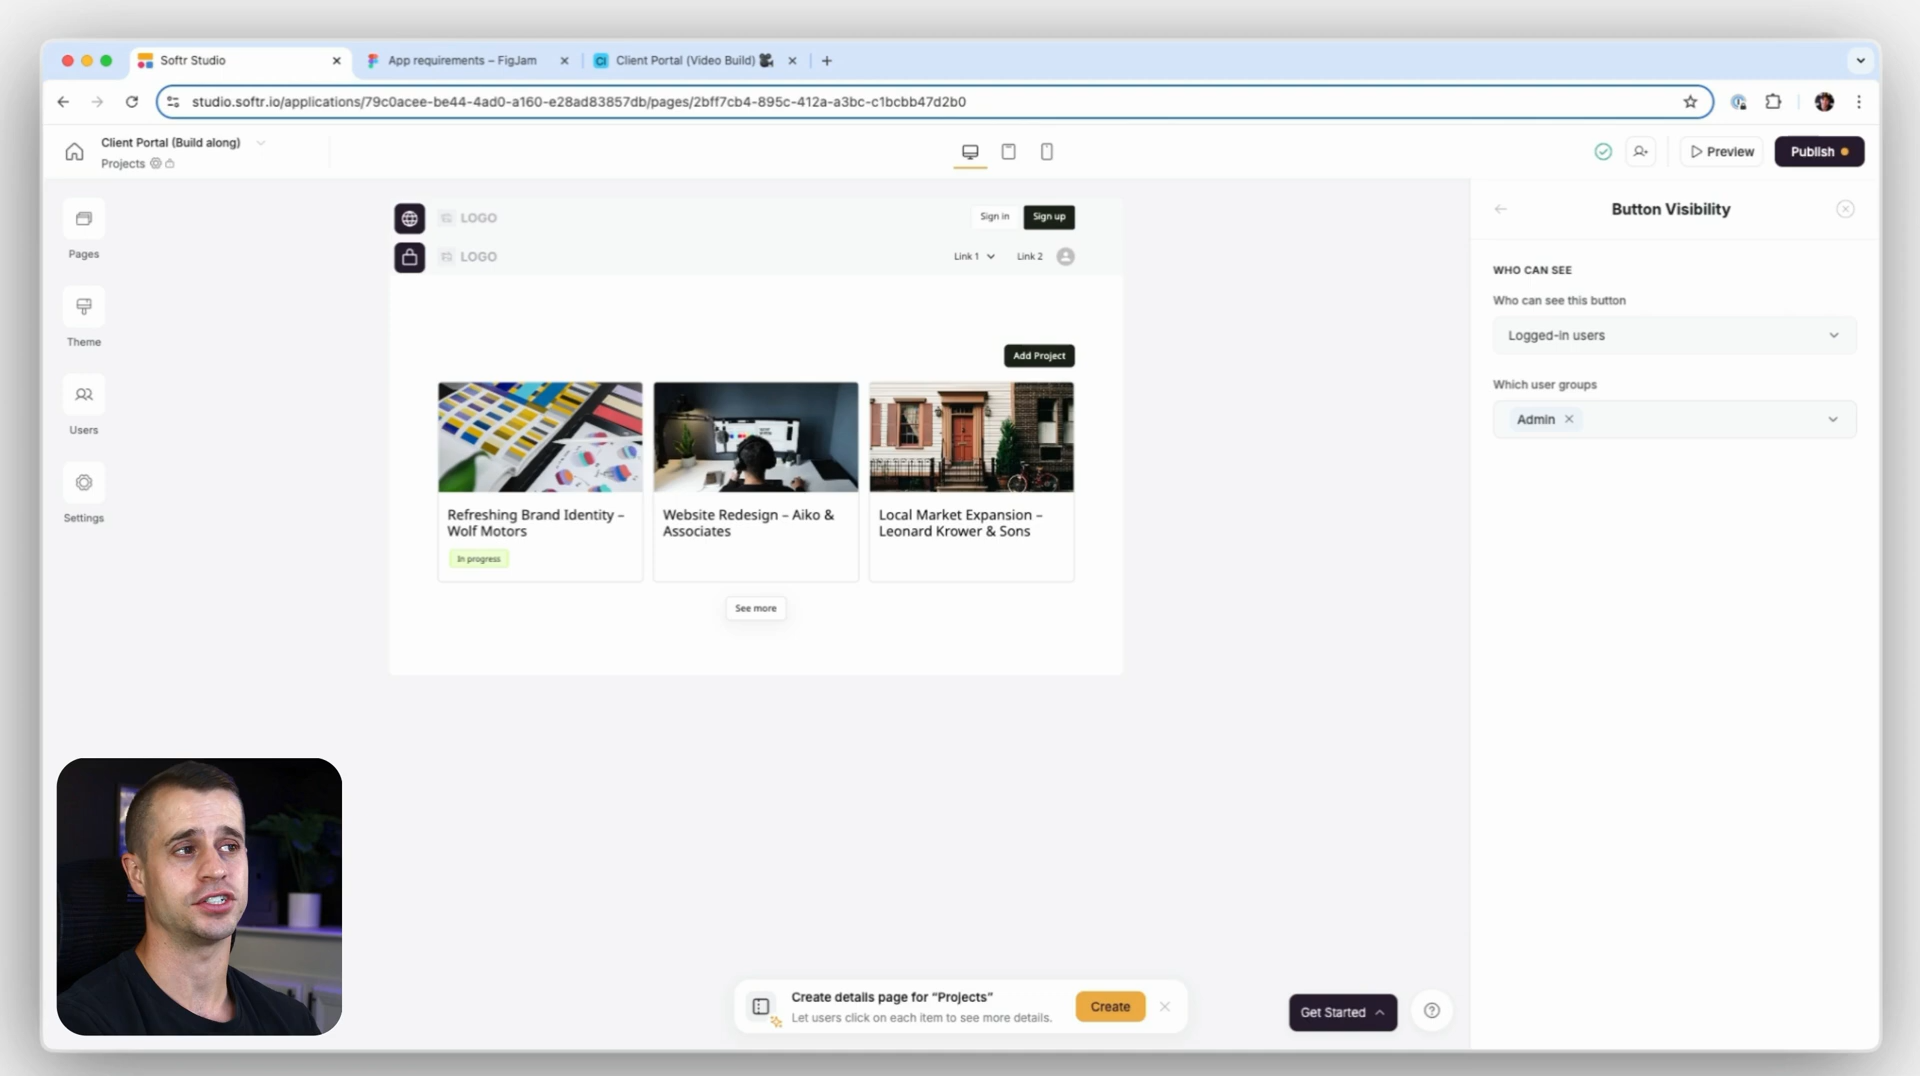 Softr Studio
App requirements – FigJam
CI
Client Portal (Video Build)
studio.softr.io/applications/79c0acee-be44-4ad0-a160-e28ad83857db/pages/2bff7cb4-895c-412a-a3bc-c1bcbb47d2b0
Client Portal (Build along)
Projects
Preview
Publish
Pages
Theme
Users
Settings
LOGO
Sign in
Sign up
LOGO
Link 1
Link 2
Add Project
Refreshing Brand Identity –
Wolf Motors
In progress
Website Redesign – Aiko &
Associates
Local Market Expansion –
Leonard Krower & Sons
See more
Button Visibility
WHO CAN SEE
Who can see this button
Logged-in users
Which user groups
Admin
Create details page for “Projects”
Let users click on each item to see more details.
Create
Get Started